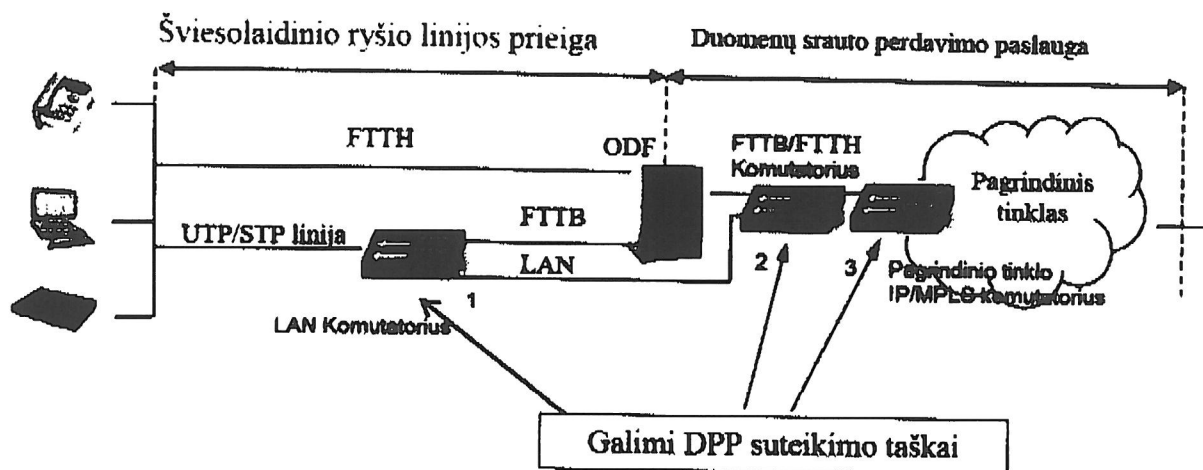 Šviesolaidinio ryšio linijos prieiga
Duomenų srauto perdavimo paslauga
FTTH
ODF
FTTB/FTTH
Komutatorius
Pagrindinis
tinklas
UTP/STP linija
FTTB
LAN
1
2
3
LAN Komutatorius
Pagrindinio tinklo
IP/MPLS komutatorius
Galimi DPP suteikimo taškai